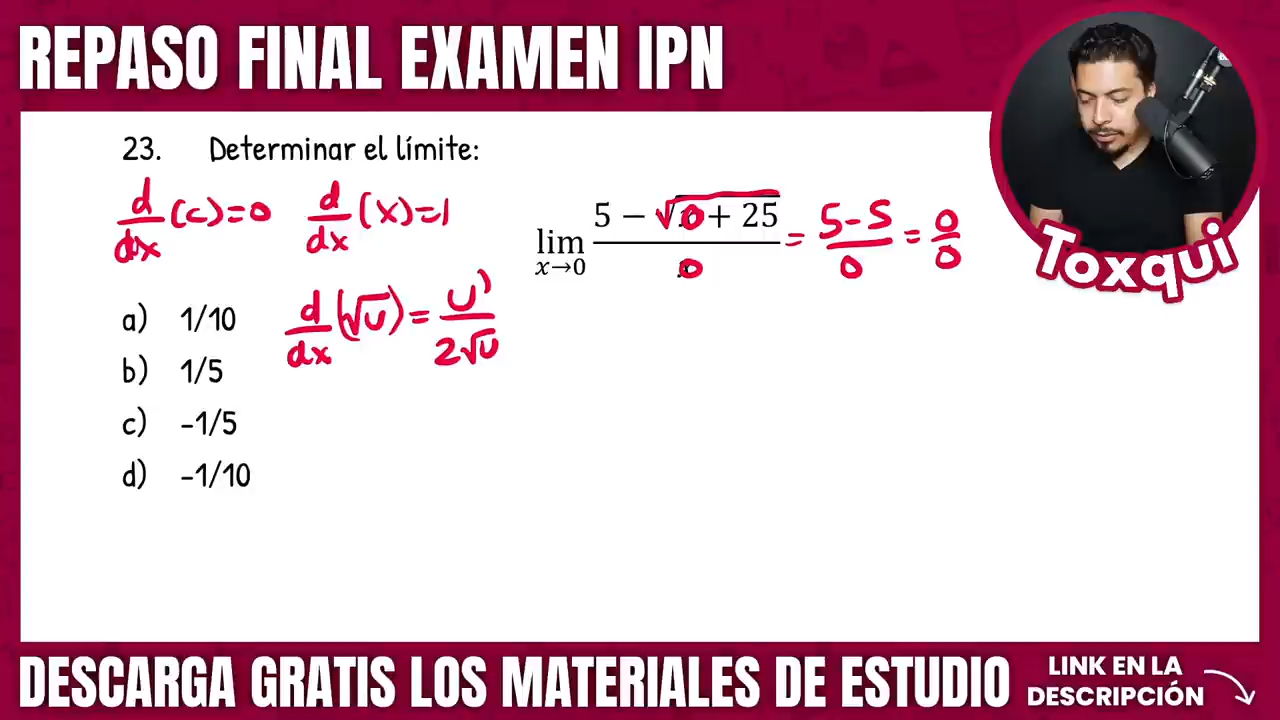 REPASO FINAL EXAMEN IPN
23. Determinar el límite:
d/dx (c)=0 d/dx (x)=1
lim x→0 5 − √0 + 25 / 0 = 5-5/0 = 0/0
Toxqui
d/dx (√u) = u'/2√u
a) 1/10
b) 1/5
c) -1/5
d) -1/10
DESCARGA GRATIS LOS MATERIALES DE ESTUDIO
LINK EN LA
DESCRIPCIÓN